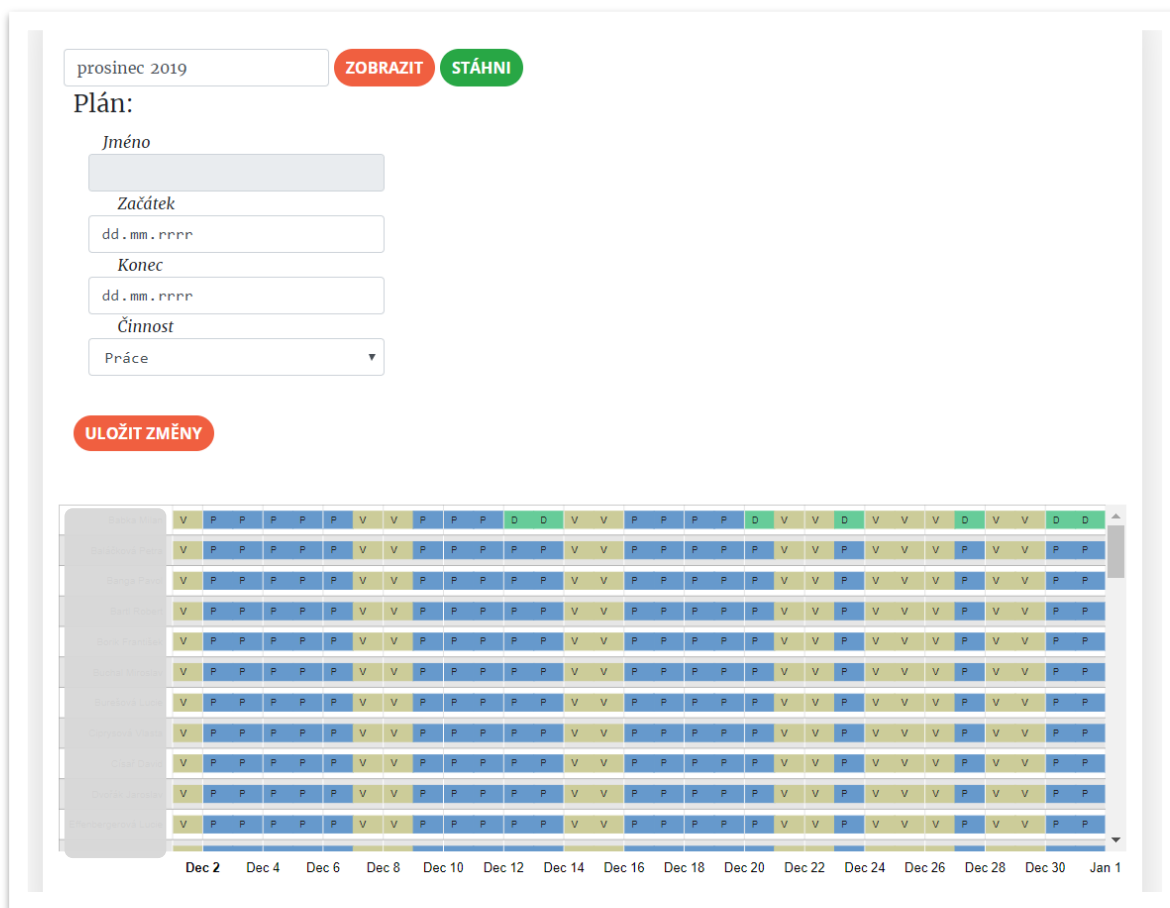 prosinec 2019 ZOBRAZIT STÁHNI
Plán:
Jméno
Začátek
dd.mm.rrrr
Konec
dd.mm.rrrr
Činnost
Práce
ULOŽIT ZMĚNY
V P P P P P V V P P P D D V V P P P P D V V D V V V D V V D D
V P P P P P V V P P P P P V V P P P P P V V P V V V P V V P P
V P P P P P V V P P P P P V V P P P P P V V P V V V P V V P P
V P P P P P V V P P P P P V V P P P P P V V P V V V P V V P P
V P P P P P V V P P P P P V V P P P P P V V P V V V P V V P P
V P P P P P V V P P P P P V V P P P P P V V P V V V P V V P P
V P P P P P V V P P P P P V V P P P P P V V P V V V P V V P P
V P P P P P V V P P P P P V V P P P P P V V P V V V P V V P P
V P P P P P V V P P P P P V V P P P P P V V P V V V P V V P P
V P P P P P V V P P P P P V V P P P P P V V P V V V P V V P P
V P P P P P V V P P P P P V V P P P P P V V P V V V P V V P P
Dec 2 Dec 4 Dec 6 Dec 8 Dec 10 Dec 12 Dec 14 Dec 16 Dec 18 Dec 20 Dec 22 Dec 24 Dec 26 Dec 28 Dec 30 Jan 1